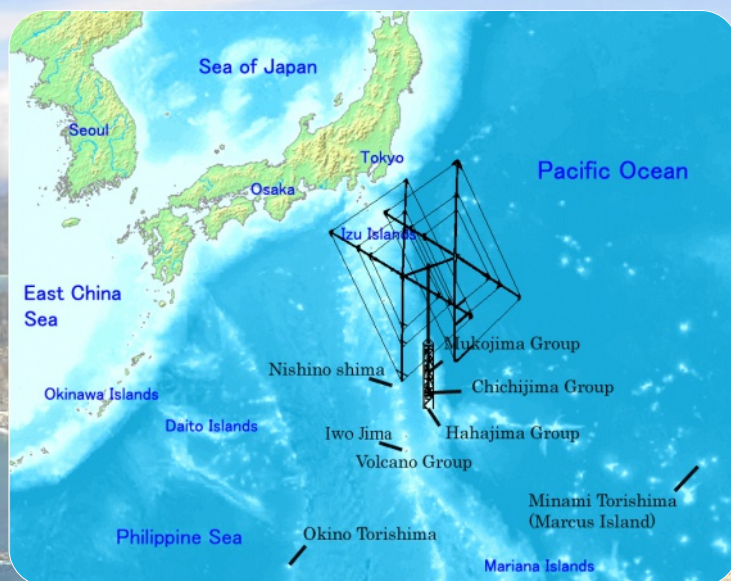 Sea of Japan
Seoul
Tokyo
Pacific Ocean
Osaka
Izu Islands
East China
Sea
Mukojima Group
Nishino shima
Chichijima Group
Okinawa Islands
Daito Islands
Iwo Jima
Hahajima Group
Volcano Group
Minami Torishima
(Marcus Island)
Okino Torishima
Philippine Sea
Mariana Islands